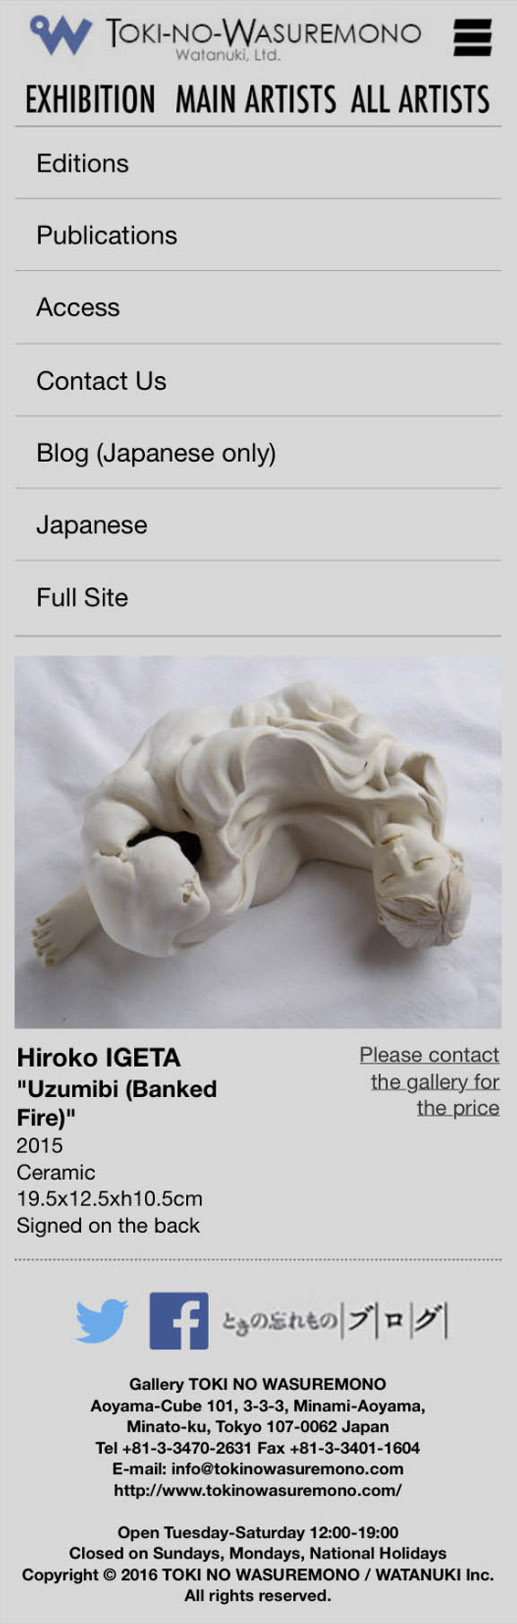 TOKI-NO-WASUREMONO
Watanuki, Ltd.
EXHIBITION MAIN ARTISTS ALL ARTISTS
Editions
Publications
Access
Contact Us
Blog (Japanese only)
Japanese
Full Site
Hiroko IGETA
"Uzumibi (Banked
Fire)"
2015
Ceramic
19.5x12.5xh10.5cm
Signed on the back
Please contact
the gallery for
the price
ときの忘れもの|ブ|ロ|グ|
Gallery TOKI NO WASUREMONO
Aoyama-Cube 101, 3-3-3, Minami-Aoyama,
Minato-ku, Tokyo 107-0062 Japan
Tel +81-3-3470-2631 Fax +81-3-3401-1604
E-mail: info@tokinowasuremono.com
http://www.tokinowasuremono.com/
Open Tuesday-Saturday 12:00-19:00
Closed on Sundays, Mondays, National Holidays
Copyright © 2016 TOKI NO WASUREMONO / WATANUKI Inc.
All rights reserved.